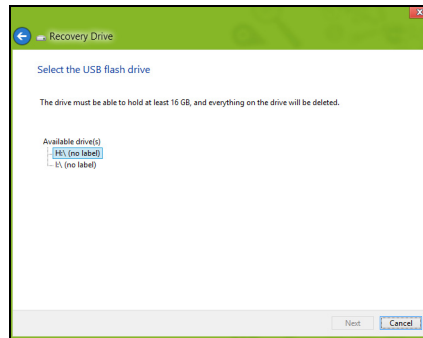 Recovery Drive
Select the USB flash drive
The drive must be able to hold at least 16 GB, and everything on the drive will be deleted.
Available drive(s)
H:\ (no label)
I:\ (no label)
Next Cancel